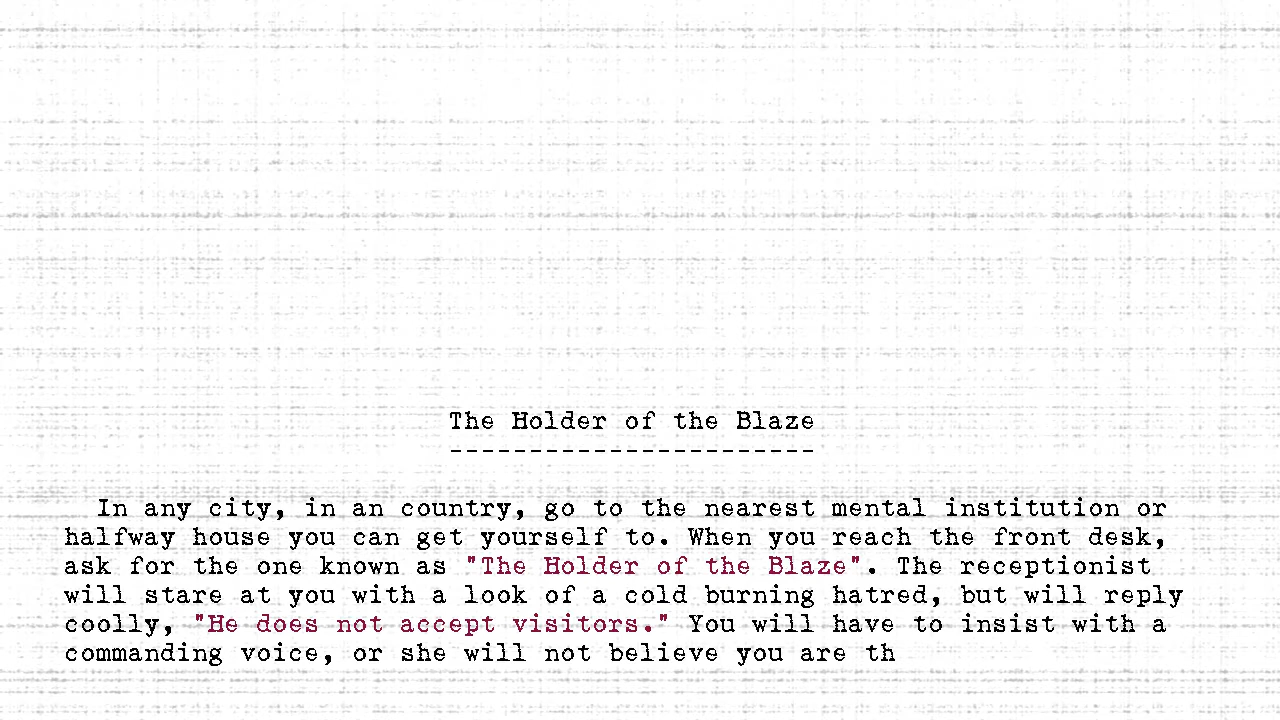 The Holder of the Blaze
-----------------------
In any city, in an country, go to the nearest mental institution or
halfway house you can get yourself to. When you reach the front desk,
ask for the one known as "The Holder of the Blaze". The receptionist
will stare at you with a look of a cold burning hatred, but will reply
coolly, "He does not accept visitors." You will have to insist with a
commanding voice, or she will not believe you are th